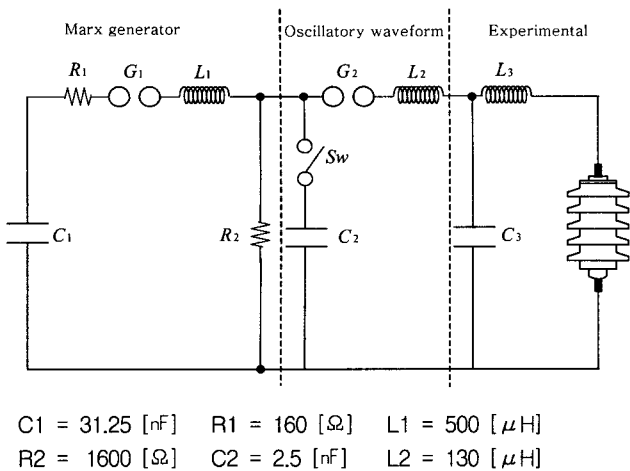 Marx generator
Oscillatory waveform
Experimental
R1
G1
L1
G2
L2
L3
Sw
C1
R2
C2
C3
C1 = 31.25 [nF] R1 = 160 [Ω] L1 = 500 [μH]
R2 = 1600 [Ω] C2 = 2.5 [nF] L2 = 130 [μH]